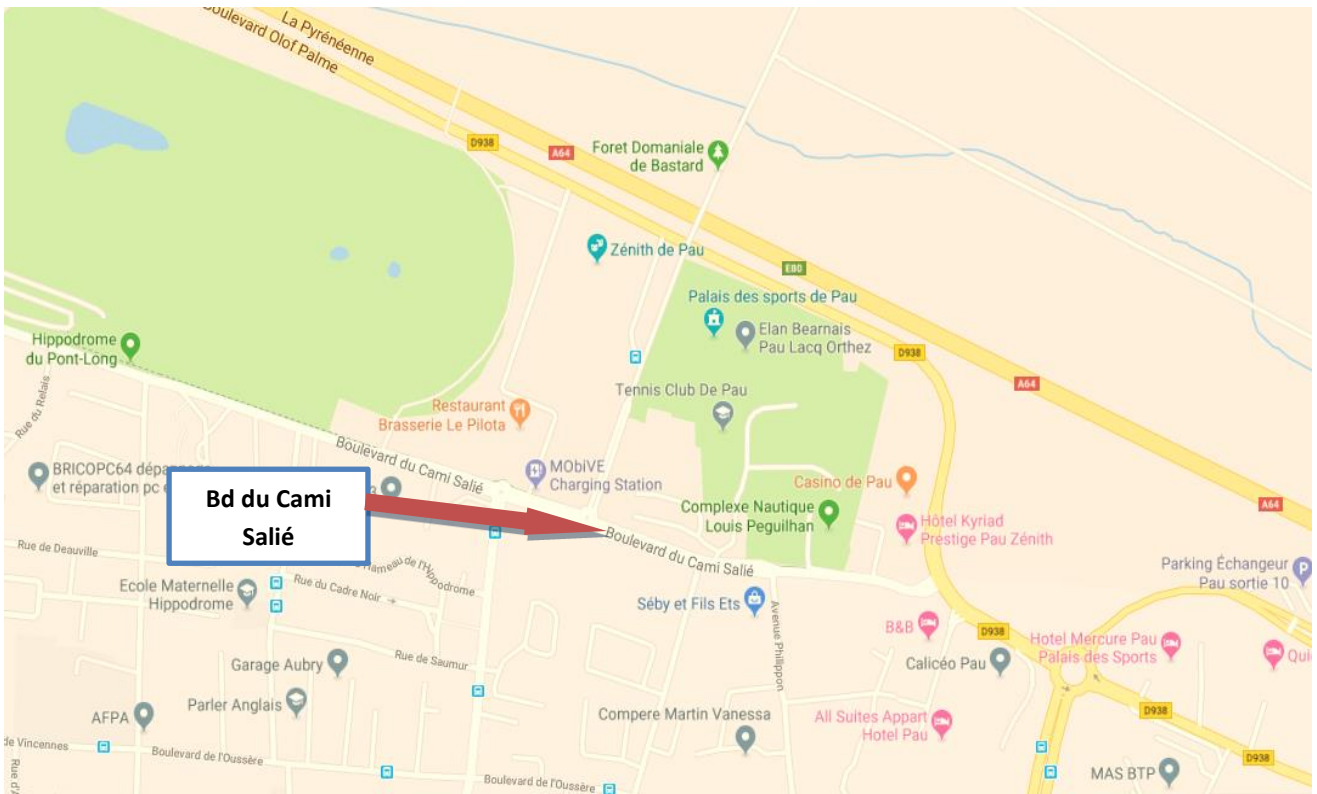 Boulevard Olof Palme
La Pyrénéenne
D938
A64
Foret Domaniale
de Bastard
Zénith de Pau
E80
Palais des sports de Pau
Elan Bearnais
Pau Lacq Orthez
D938
A64
Hippodrome
du Pont-Long
Rue du Relais
Tennis Club De Pau
Restaurant
Brasserie Le Pilota
Boulevard du Cami Salié
BRICOPC64
et réparation pc
MObiVE
Charging Station
Casino de Pau
A64
Bd du Cami
Salié
Complexe Nautique
Louis Peguilhan
Hôtel Kyriad
Prestige Pau Zénith
Boulevard du Cami Salié
Rue de Deauville
Hameau de l'Hippodrome
Parking Échangeur
Pau sortie 10
P
Ecole Maternelle
Hippodrome
Rue du Cadre Noir
Séby et Fils Ets
Avenue Philippon
B&B
D938
Hotel Mercure Pau
Palais des Sports
Garage Aubry
Rue de Saumur
Calicéo Pau
Parler Anglais
AFPA
Compere Martin Vanessa
All Suites Appart
Hotel Pau
D938
de Vincennes
Boulevard de l'Oussère
Boulevard de l'Oussère
MAS BTP